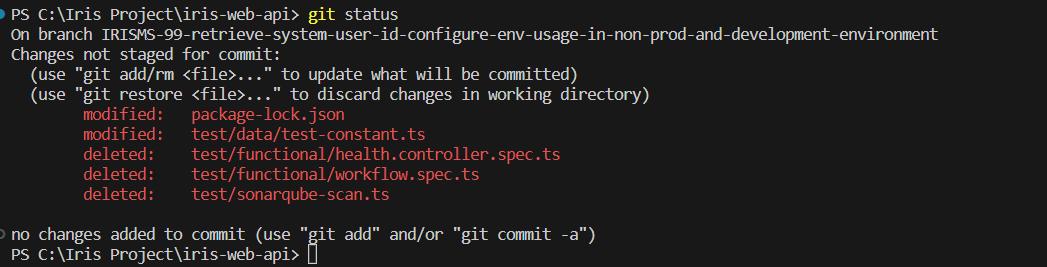 PS C:\Iris Project\iris-web-api> git status
On branch IRISMS-99-retrieve-system-user-id-configure-env-usage-in-non-prod-and-development-environment
Changes not staged for commit:
  (use "git add/rm <file>..." to update what will be committed)
  (use "git restore <file>..." to discard changes in working directory)
        modified:   package-lock.json
        modified:   test/data/test-constant.ts
        deleted:    test/functional/health.controller.spec.ts
        deleted:    test/functional/workflow.spec.ts
        deleted:    test/sonarqube-scan.ts
no changes added to commit (use "git add" and/or "git commit -a")
PS C:\Iris Project\iris-web-api>